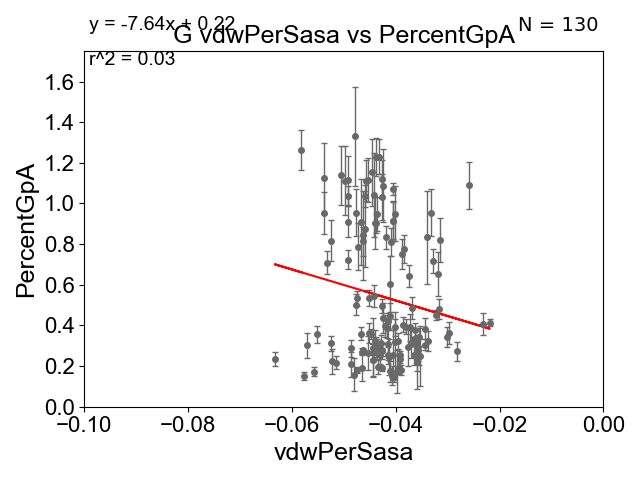 y = -7.64x + 0.22
N = 130
G vdwPerSasa vs PercentGpA
r^2 = 0.03
PercentGpA
1.6
1.4
1.2
1.0
0.8
0.6
0.4
0.2
0.0
−0.10
−0.08
−0.06
−0.04
−0.02
0.00
vdwPerSasa